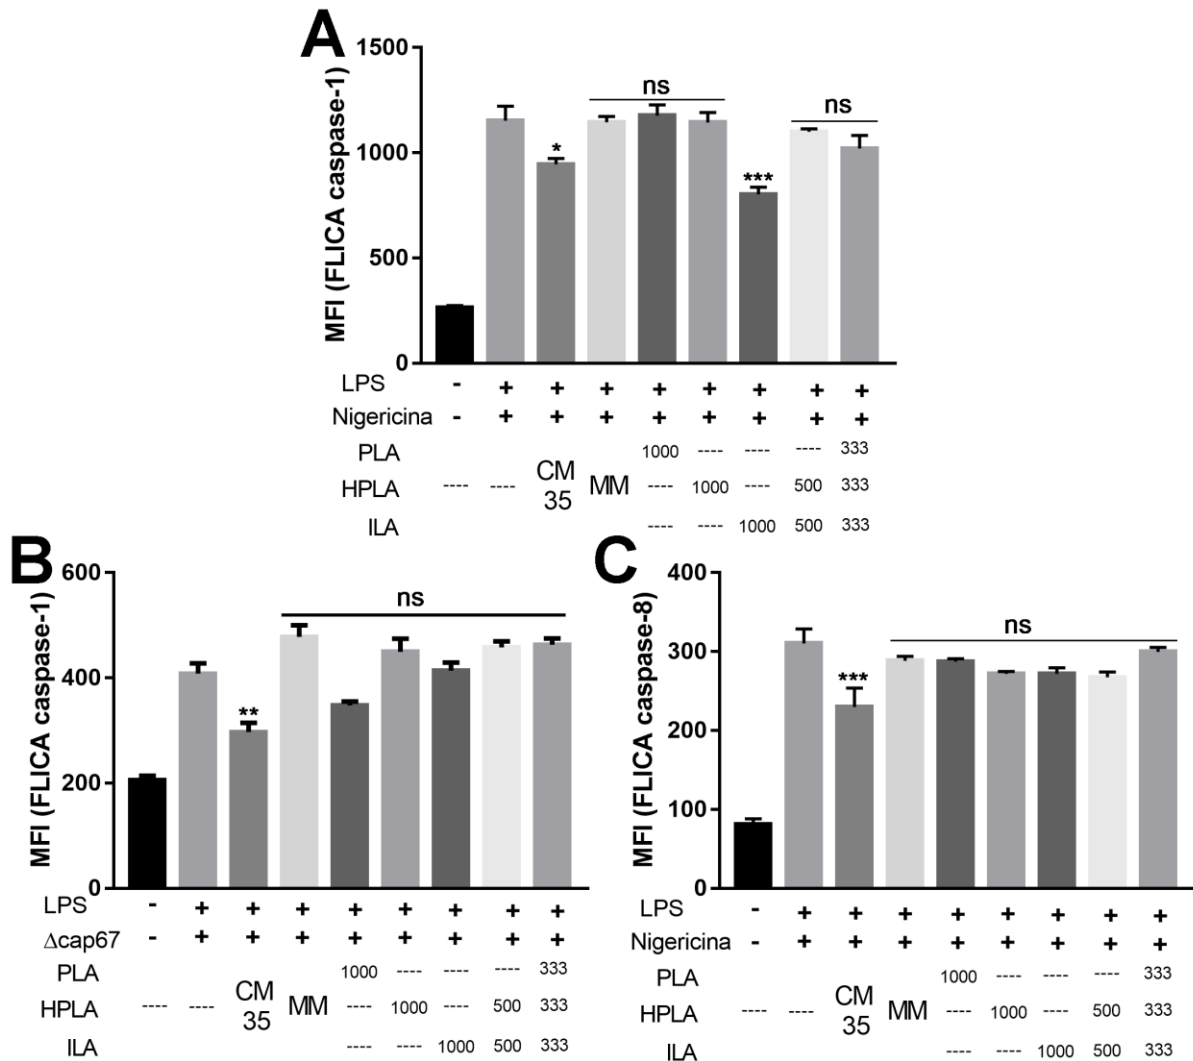 A
MFI (FLICA caspase-1)
1500
1000
500
0
ns
ns
*
***
LPS - + + + + + + + +
Nigericina - + + + + + + + +
PLA 1000 ---- ---- ---- 333
HPLA ---- ---- CM 35 MM ---- 1000 ---- 500 333
ILA ---- ---- 1000 500 333
B
MFI (FLICA caspase-1)
600
400
200
0
ns
**
LPS - + + + + + + + +
Δcap67 - + + + + + + + +
PLA 1000 ---- ---- ---- 333
HPLA ---- ---- CM 35 MM ---- 1000 ---- 500 333
ILA ---- ---- 1000 500 333
C
MFI (FLICA caspase-8)
400
300
200
100
0
ns
***
LPS - + + + + + + + +
Nigericina - + + + + + + + +
PLA 1000 ---- ---- ---- 333
HPLA ---- ---- CM 35 MM ---- 1000 ---- 500 333
ILA ---- ---- 1000 500 333